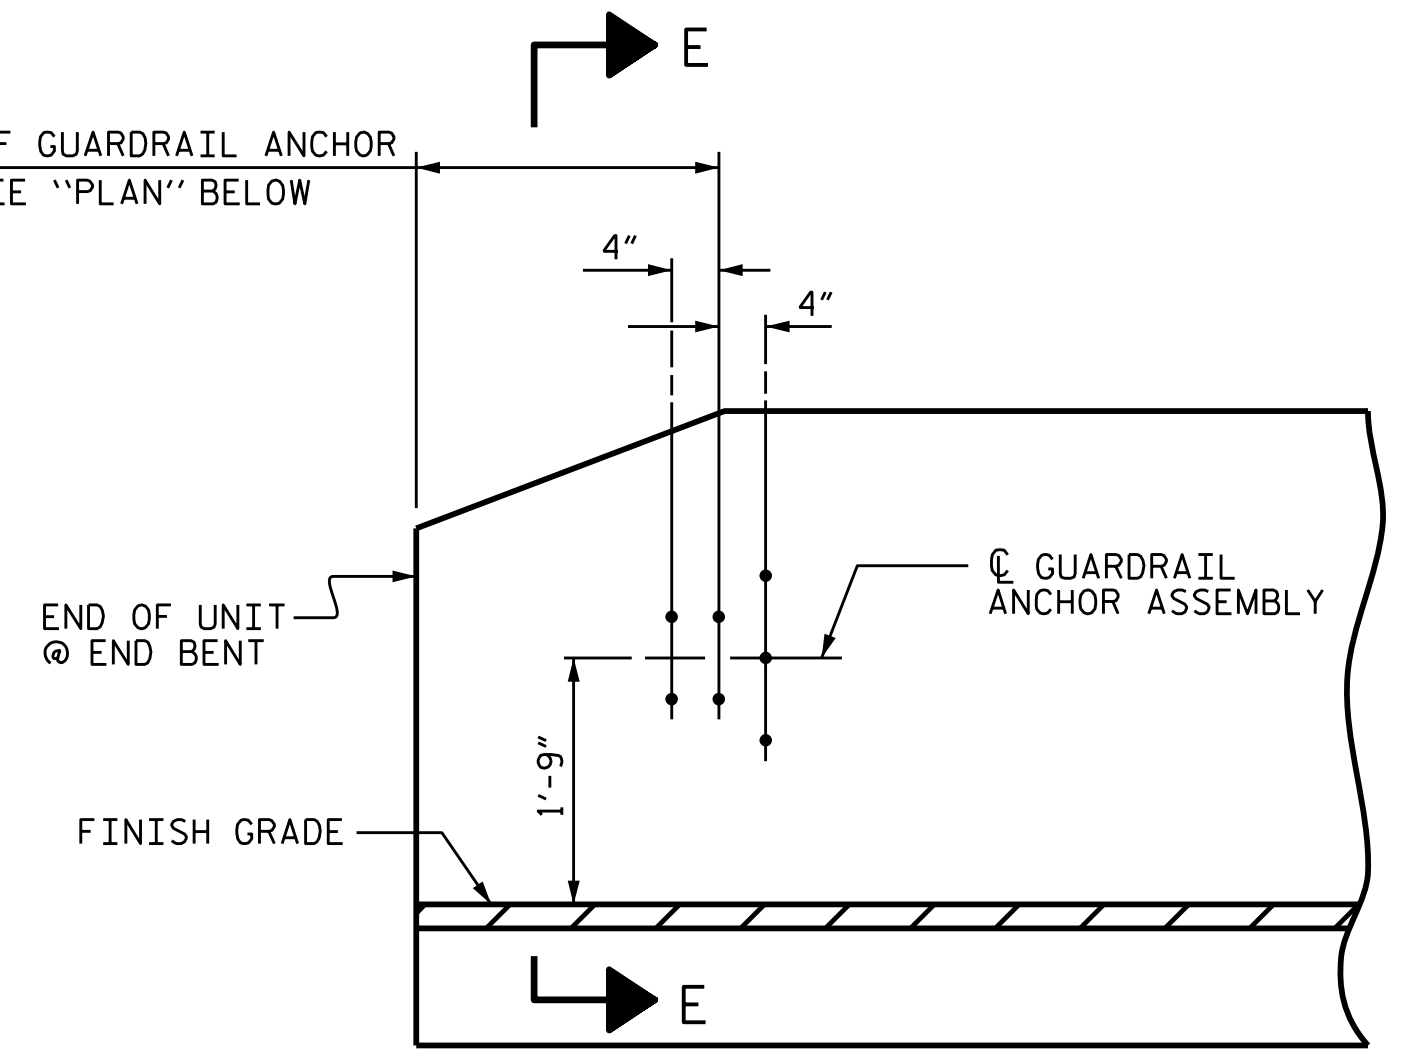 E
GUARDRAIL ANCHOR
"PLAN" BELOW
4"
4"
℄ GUARDRAIL
ANCHOR ASSEMBLY
END OF UNIT
@ END BENT
1'-9"
FINISH GRADE
E